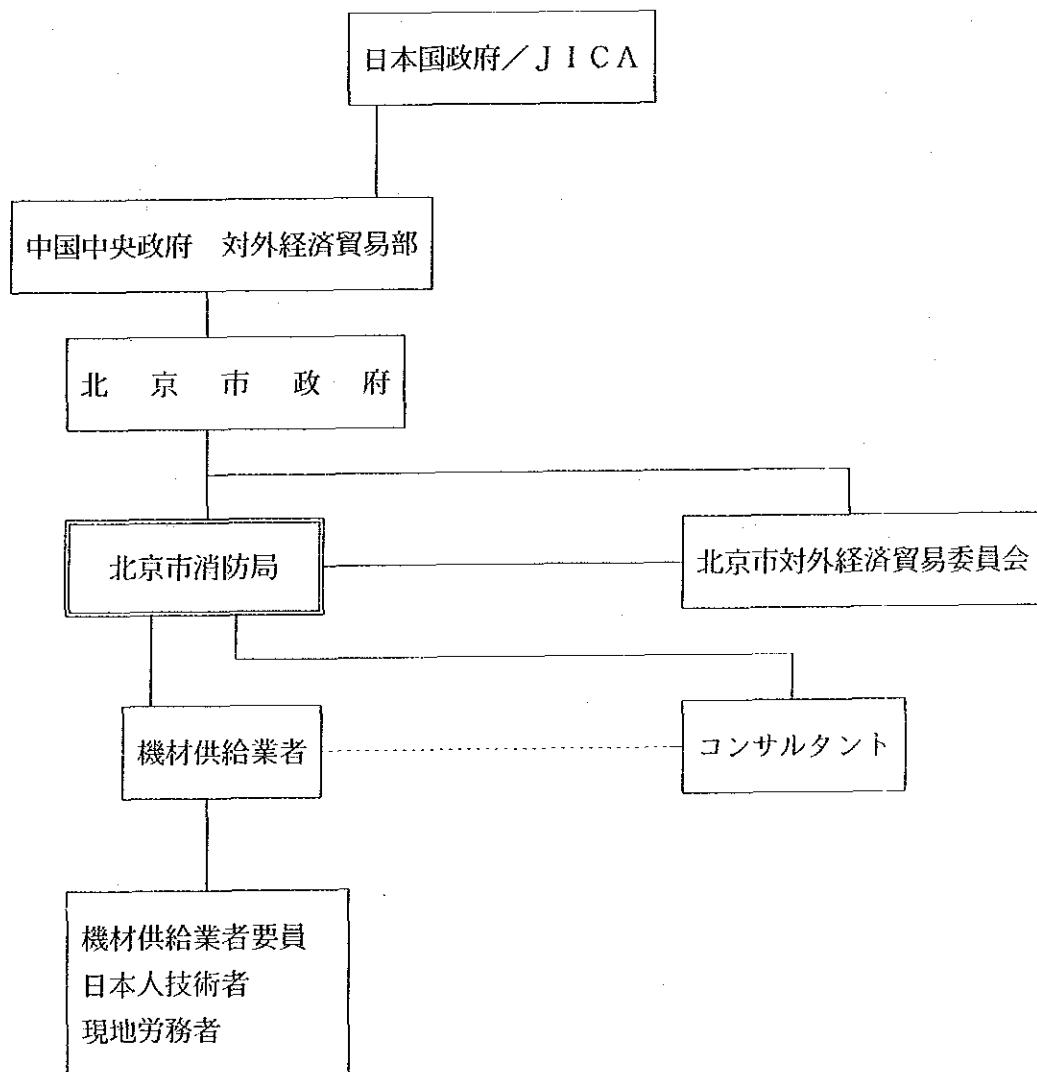 日本国政府／ＪＩＣＡ
中国中央政府　対外経済貿易部
北　京　市　政　府
北京市消防局
北京市対外経済貿易委員会
機材供給業者
コンサルタント
機材供給業者要員
日本人技術者
現地労務者